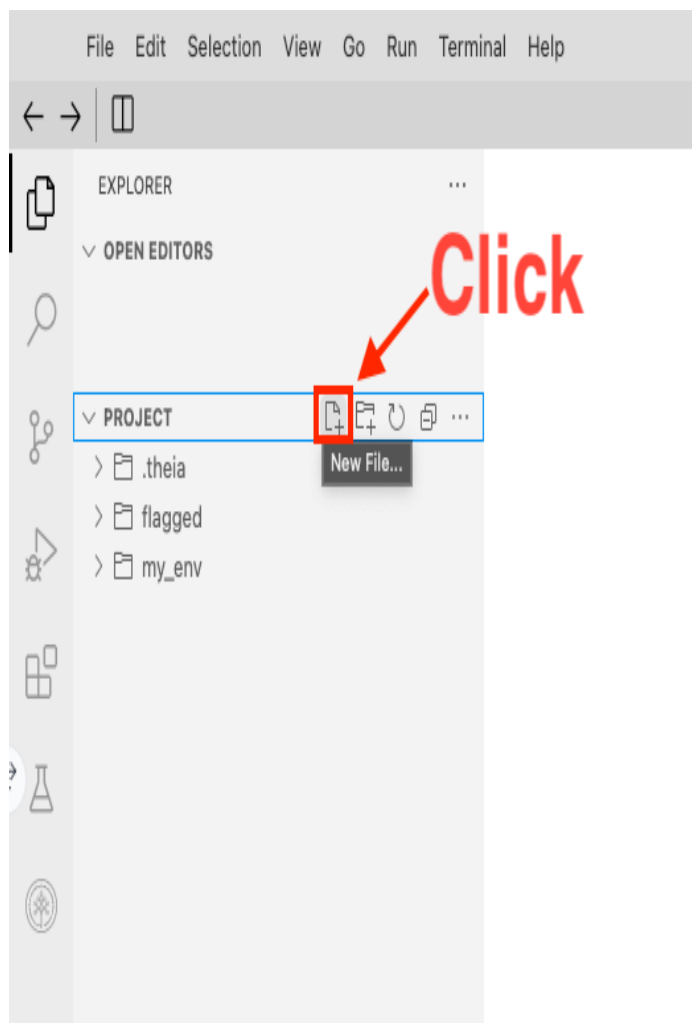 File Edit Selection View Go Run Terminal Help
EXPLORER
OPEN EDITORS
Click
PROJECT
New File...
.theia
flagged
my_env